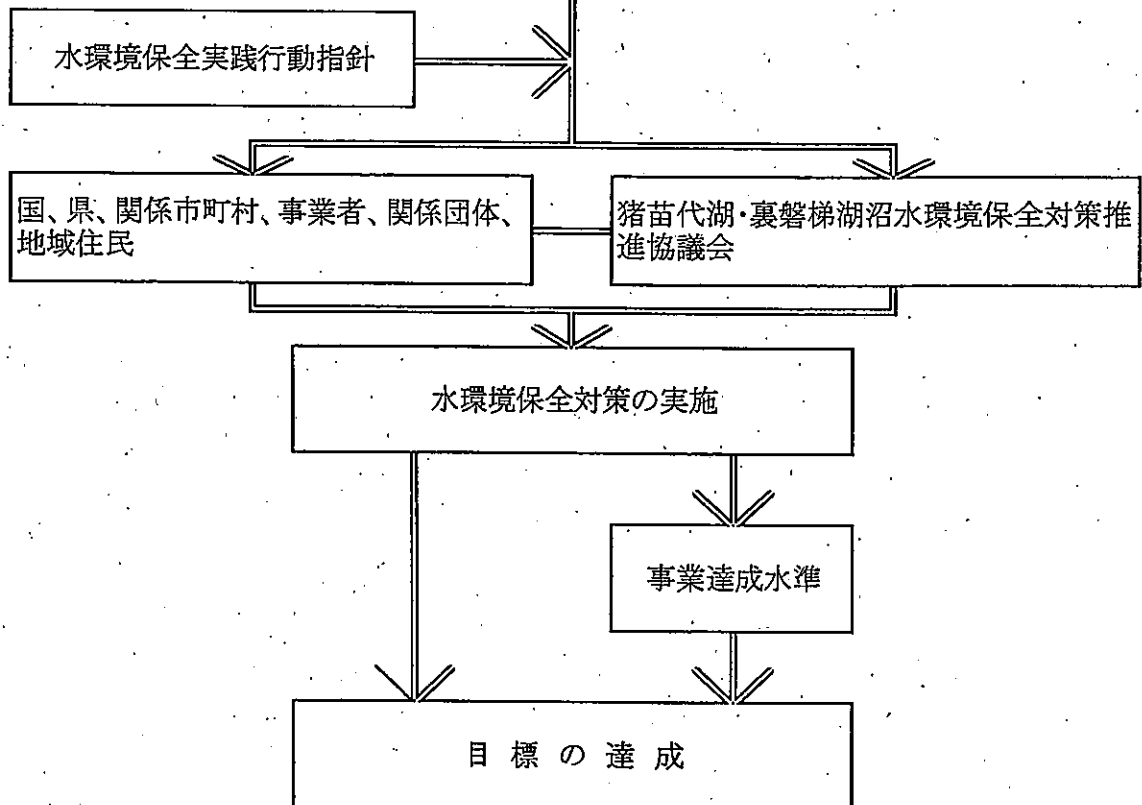 水環境保全実践行動指針
国、県、関係市町村、事業者、関係団体、
地域住民
猪苗代湖・裏磐梯湖沼水環境保全対策推
進協議会
水環境保全対策の実施
事業達成水準
目標の達成